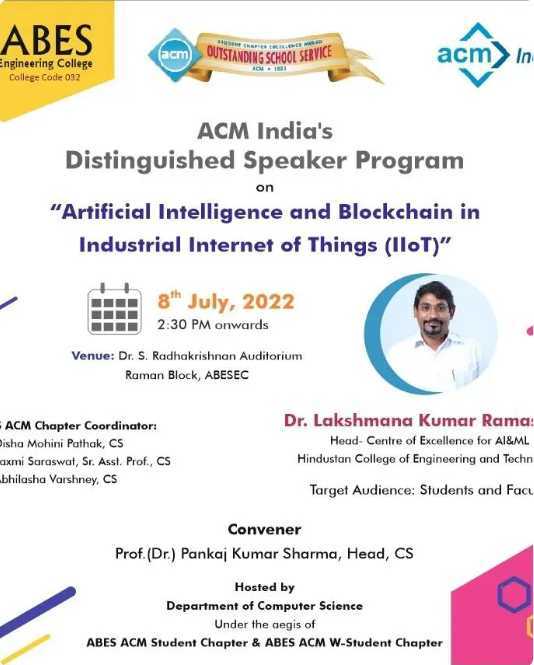 ABES
Engineering College
College Code 032
acm
STUDENT CHAPTER EXCELLENCE AWARD
OUTSTANDING SCHOOL SERVICE
acm
ACM India's
Distinguished Speaker Program
on
“Artificial Intelligence and Blockchain in
Industrial Internet of Things (IIoT)”
8th July, 2022
2:30 PM onwards
Venue: Dr. S. Radhakrishnan Auditorium
Raman Block, ABESEC
ACM Chapter Coordinator:
Disha Mohini Pathak, CS
Saraswat, Sr. Asst. Prof., CS
Varshney, CS
Dr. Lakshmana Kumar
Head- Centre of Excellence for AI&ML
Hindustan College of Engineering and
Target Audience: Students and
Convener
Prof.(Dr.) Pankaj Kumar Sharma, Head, CS
Hosted by
Department of Computer Science
Under the aegis of
ABES ACM Student Chapter & ABES ACM W-Student Chapter